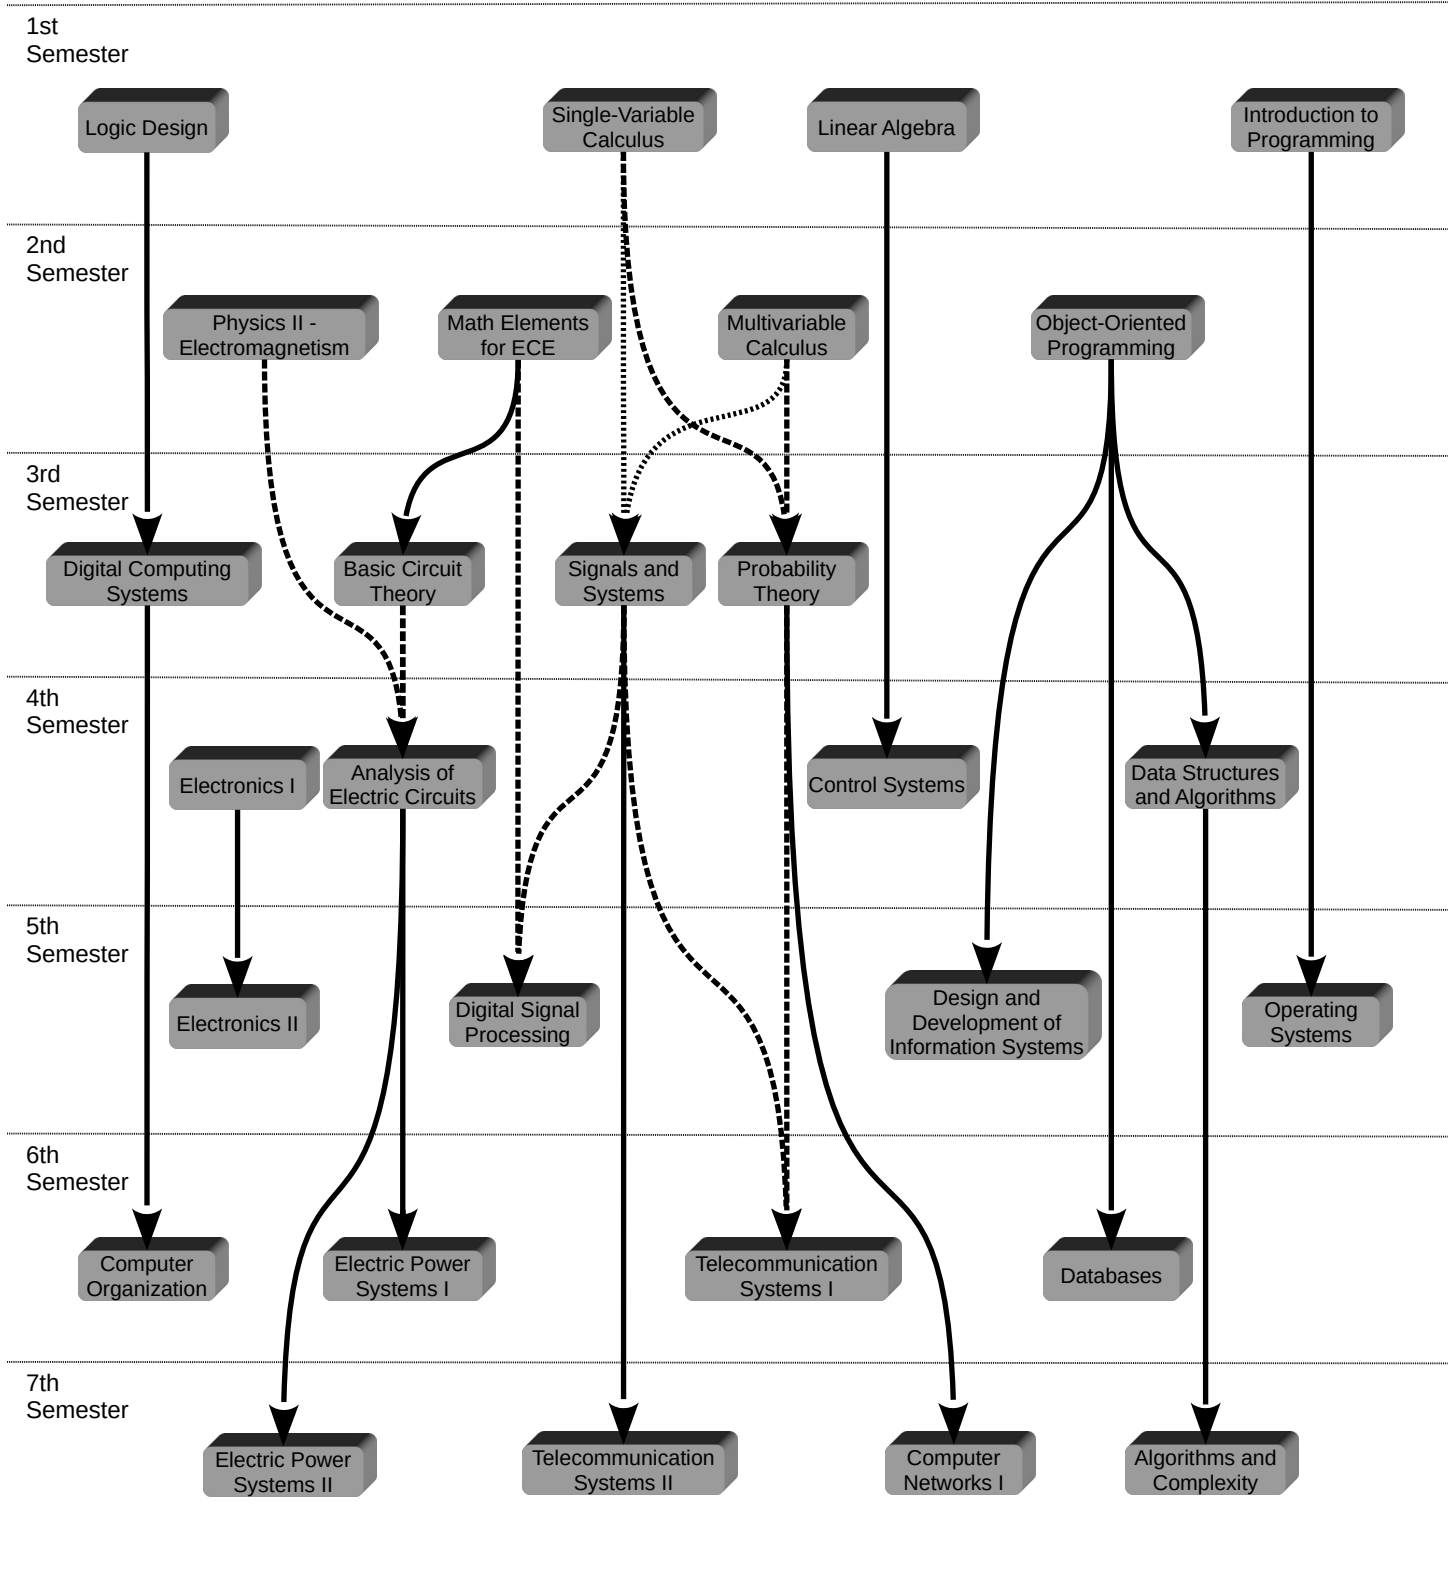 1st
Semester
Logic Design
Single-Variable
Calculus
Linear Algebra
Introduction to
Programming
2nd
Semester
Physics II -
Electromagnetism
Math Elements
for ECE
Multivariable
Calculus
Object-Oriented
Programming
3rd
Semester
Digital Computing
Systems
Basic Circuit
Theory
Signals and
Systems
Probability
Theory
4th
Semester
Electronics I
Analysis of
Electric Circuits
Control Systems
Data Structures
and Algorithms
5th
Semester
Electronics II
Digital Signal
Processing
Design and
Development of
Information Systems
Operating
Systems
6th
Semester
Computer
Organization
Electric Power
Systems I
Telecommunication
Systems I
Databases
7th
Semester
Electric Power
Systems II
Telecommunication
Systems II
Computer
Networks I
Algorithms and
Complexity